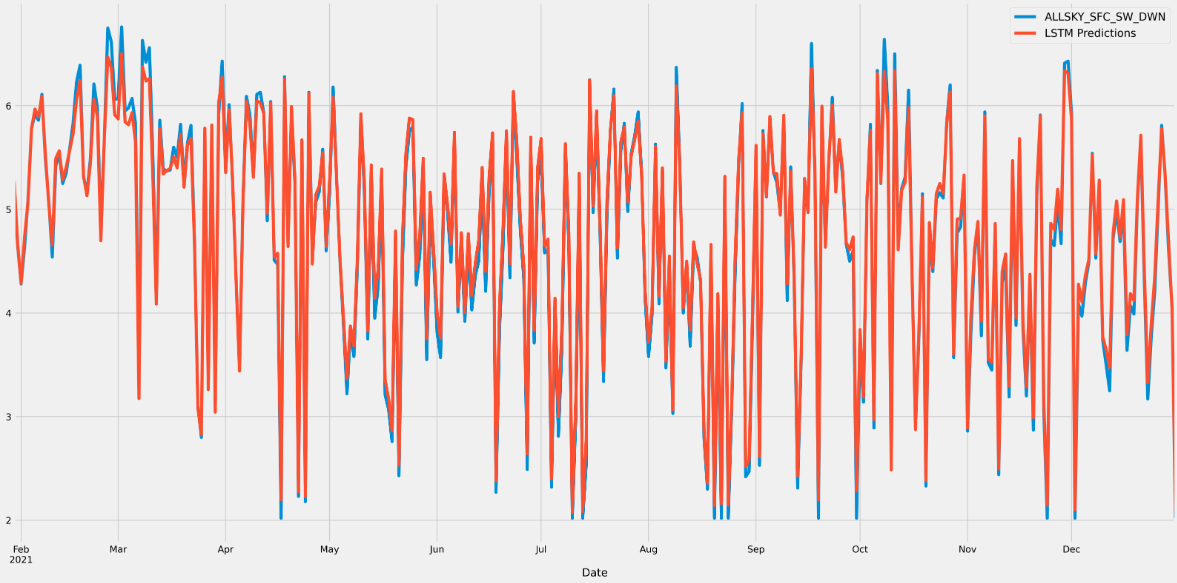 ALLSKY_SFC_SW_DWN
LSTM Predictions
6
5
4
3
2
Feb Mar Apr May Jun Jul Aug Sep Oct Nov Dec
2021
Date